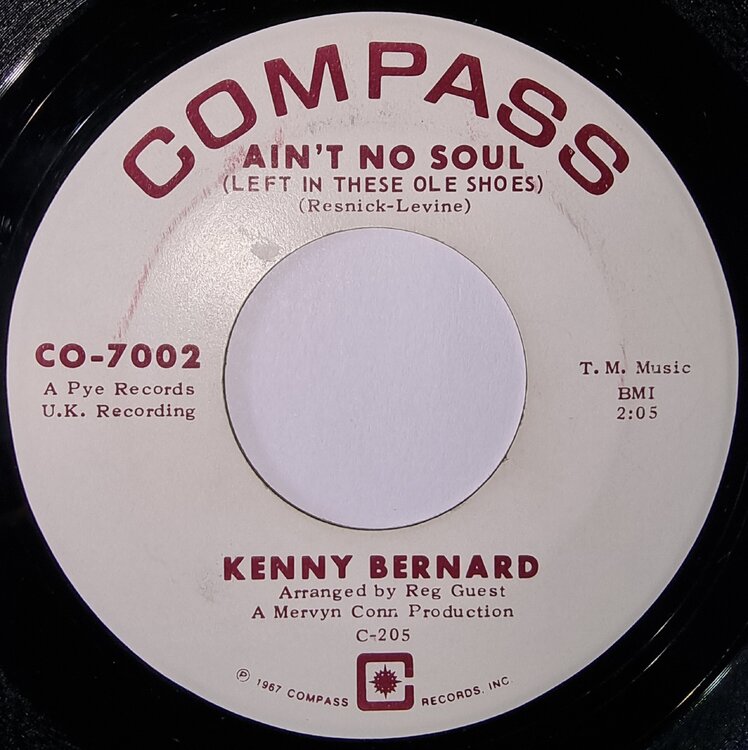 COMPASS
AIN'T NO SOUL
(LEFT IN THESE OLE SHOES)
(Resnick-Levine)
CO-7002
A Pye Records
U.K. Recording
T. M. Music
BMI
2:05
KENNY BERNARD
Arranged by Reg Guest
A Mervyn Conn Production
C-205
℗ 1967 COMPASS RECORDS, INC.